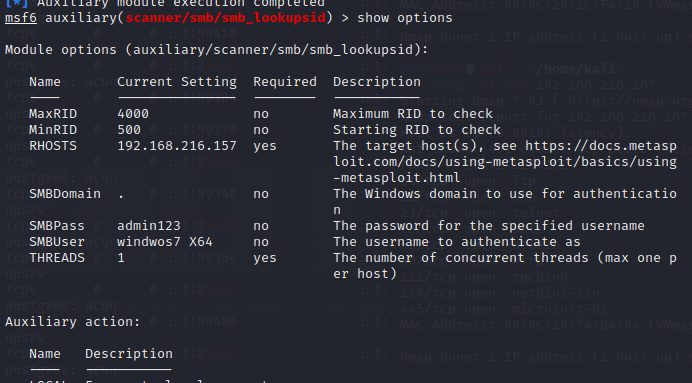 [*] Auxiliary module execution completed
msf6 auxiliary(scanner/smb/smb_lookupsid) > show options
Module options (auxiliary/scanner/smb/smb_lookupsid):
Name Current Setting Required Description
MaxRID 4000 no Maximum RID to check
MinRID 500 no Starting RID to check
RHOSTS 192.168.216.157 yes The target host(s), see https://docs.metasp
loit.com/docs/using-metasploit/basics/using
-metasploit.html
SMBDomain . no The Windows domain to use for authenticatio
n
SMBPass admin123 no The password for the specified username
SMBUser windwos7 X64 no The username to authenticate as
THREADS 1 yes The number of concurrent threads (max one p
er host)
Auxiliary action:
Name Description